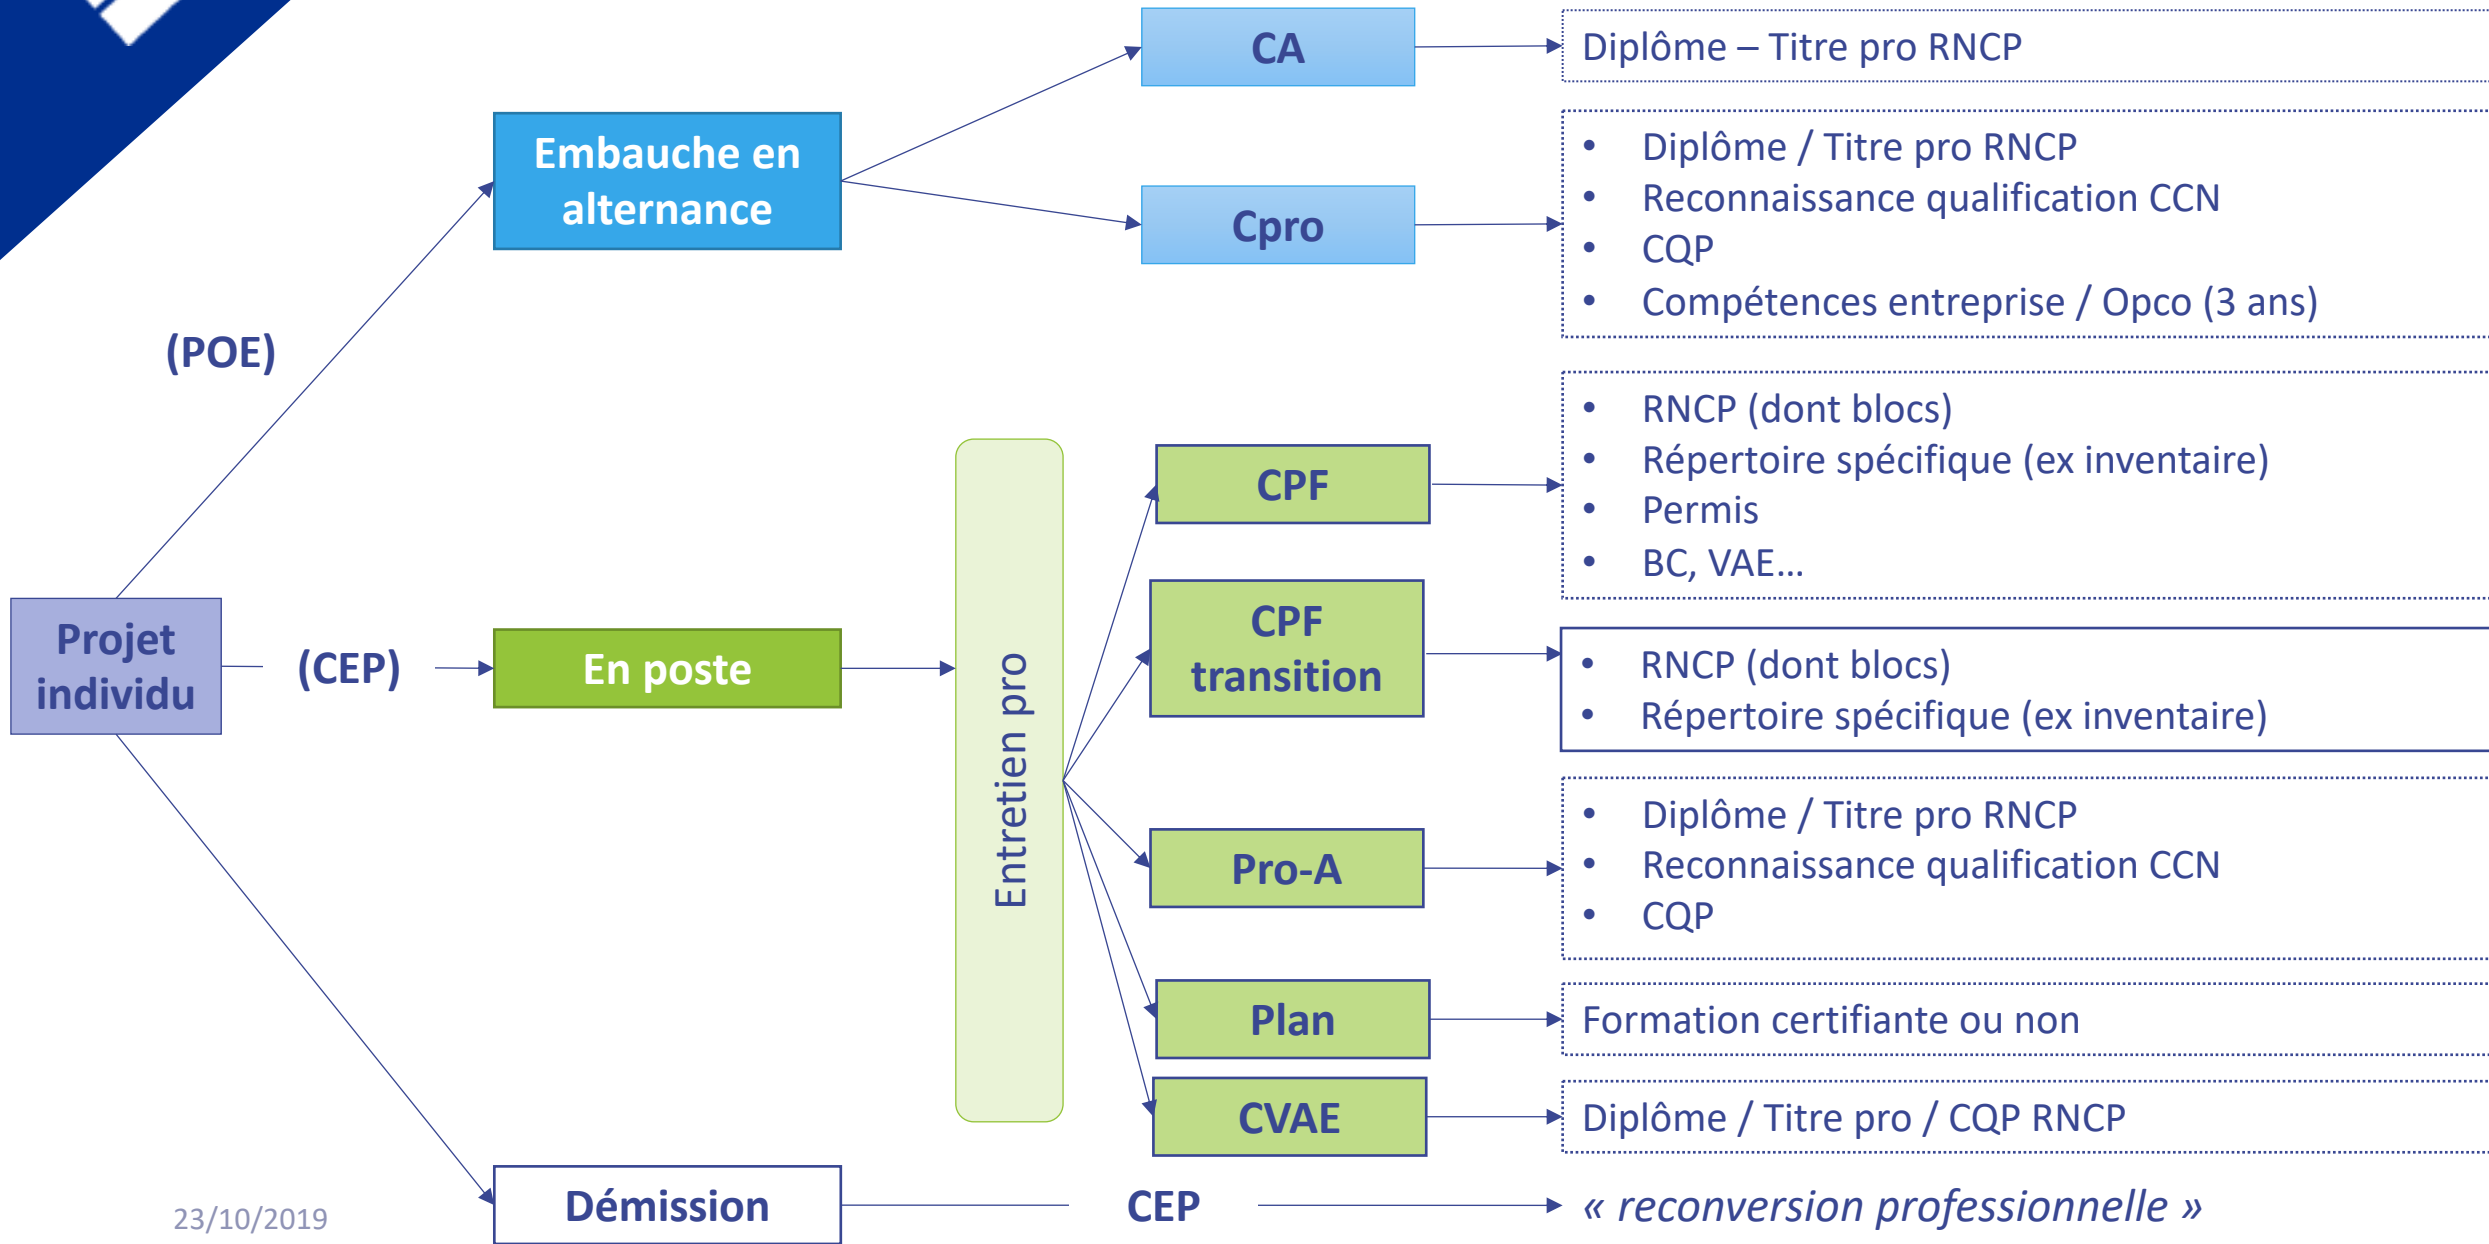 CA
Diplôme – Titre pro RNCP
Embauche en
alternance
Cpro
• Diplôme / Titre pro RNCP
• Reconnaissance qualification CCN
• CQP
• Compétences entreprise / Opco (3 ans)
(POE)
CPF
• RNCP (dont blocs)
• Répertoire spécifique (ex inventaire)
• Permis
• BC, VAE…
Projet
individu
(CEP)
En poste
Entretien pro
CPF
transition
• RNCP (dont blocs)
• Répertoire spécifique (ex inventaire)
Pro-A
• Diplôme / Titre pro RNCP
• Reconnaissance qualification CCN
• CQP
Plan
Formation certifiante ou non
CVAE
Diplôme / Titre pro / CQP RNCP
Démission
CEP
« reconversion professionnelle »
23/10/2019